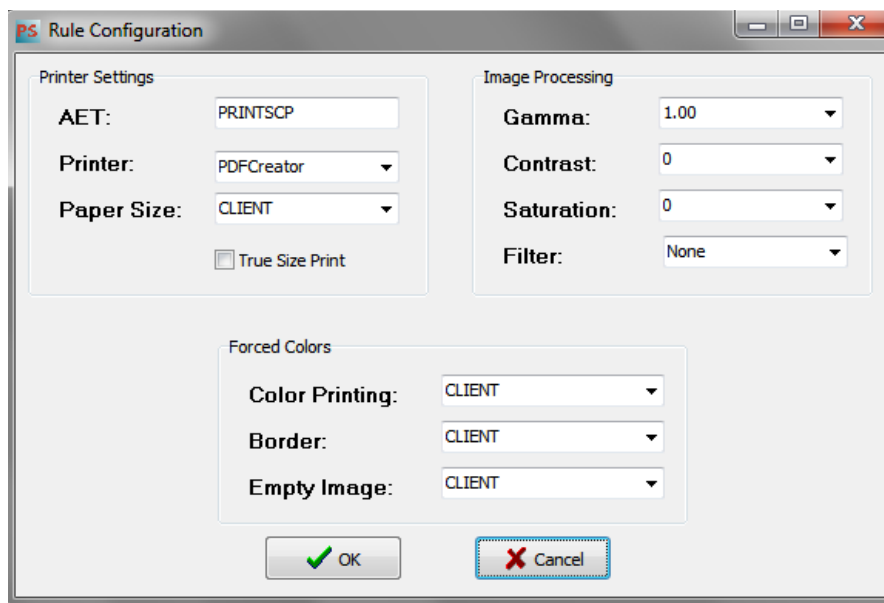 PS Rule Configuration
Printer Settings
AET: PRINTSCP
Printer: PDFCreator
Paper Size: CLIENT
True Size Print
Image Processing
Gamma: 1.00
Contrast: 0
Saturation: 0
Filter: None
Forced Colors
Color Printing: CLIENT
Border: CLIENT
Empty Image: CLIENT
OK Cancel